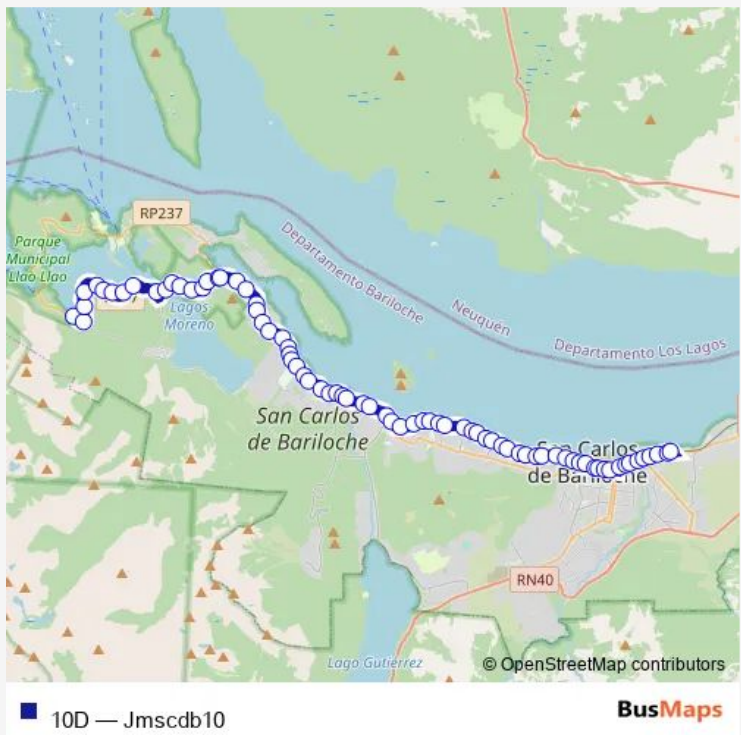 RP237
Parque
Municipal
Llao Llao
Lagos
Moreno
Departamento Bariloche
Neuquén
Departamento Los Lagos
San Carlos
de Bariloche
San Carlos
de Bariloche
RN40
Lago Gutiérrez
© OpenStreetMap contributors
10D — Jmscdb10
BusMaps